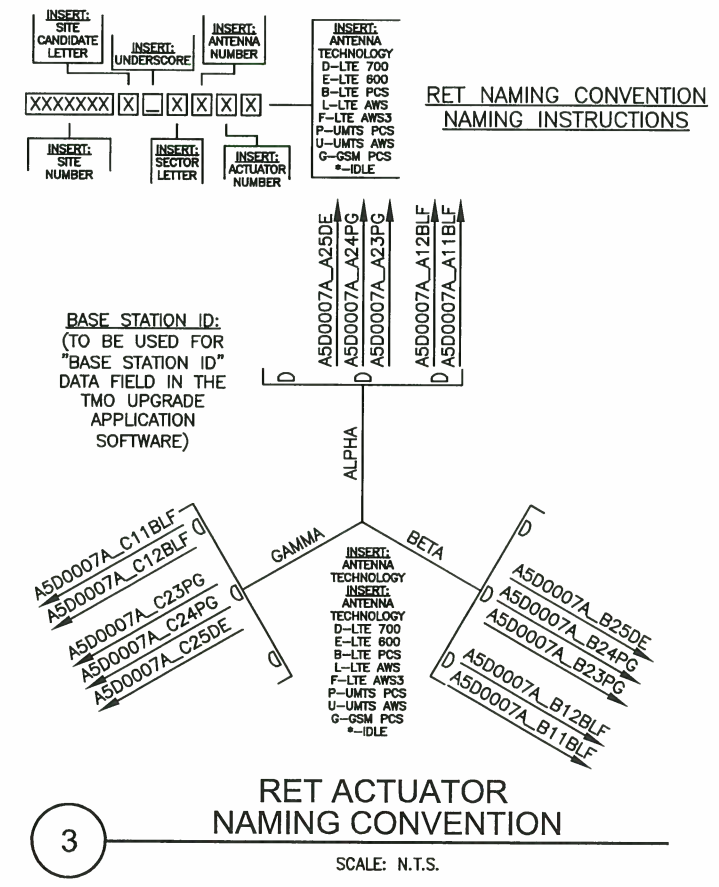 INSERT:
SITE
CANDIDATE
LETTER
INSERT:
UNDERSCORE
INSERT:
ANTENNA
NUMBER
XXXXXXX X _ X X X X
INSERT:
SITE
NUMBER
INSERT:
SECTOR
LETTER
INSERT:
ACTUATOR
NUMBER
INSERT:
ANTENNA
TECHNOLOGY
D-LTE 700
E-LTE 600
B-LTE PCS
L-LTE AWS
F-LTE AWS3
P-UMTS PCS
U-UMTS AWS
G-GSM PCS
*-IDLE
RET NAMING CONVENTION
NAMING INSTRUCTIONS
A5D0007A_A25DE
A5D0007A_A24PG
A5D0007A_A23PG
A5D0007A_A12BLF
A5D0007A_A11BLF
BASE STATION ID:
(TO BE USED FOR
"BASE STATION ID"
DATA FIELD IN THE
TMO UPGRADE
APPLICATION
SOFTWARE)
ALPHA
GAMMA
BETA
A5D0007A_C11BLF
A5D0007A_C12BLF
A5D0007A_C23PG
A5D0007A_C24PG
A5D0007A_C25DE
INSERT:
ANTENNA
TECHNOLOGY
INSERT:
ANTENNA
TECHNOLOGY
D-LTE 700
E-LTE 600
B-LTE PCS
L-LTE AWS
F-LTE AWS3
P-UMTS PCS
U-UMTS AWS
G-GSM PCS
*-IDLE
A5D0007A_B25DE
A5D0007A_B24PG
A5D0007A_B23PG
A5D0007A_B12BLF
A5D0007A_B11BLF
3
RET ACTUATOR
NAMING CONVENTION
SCALE: N.T.S.